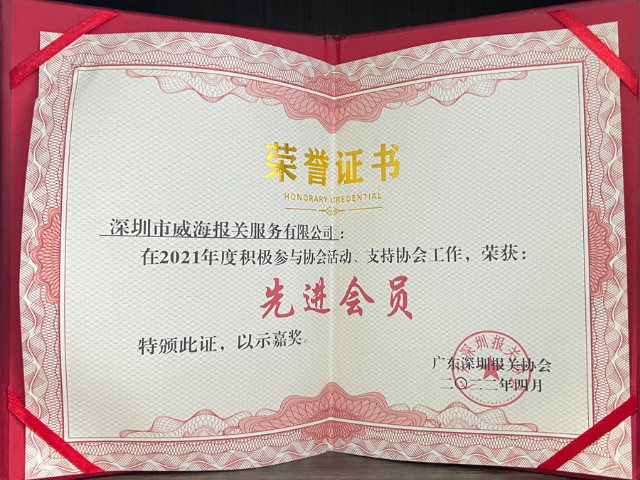 荣誉证书
HONORARY CREDENTIAL
深圳市威海报关服务有限公司：
在2021年度积极参与协会活动、支持协会工作，荣获：
先进会员
特颁此证，以示嘉奖。
广东深圳报关协会
二〇二二年四月